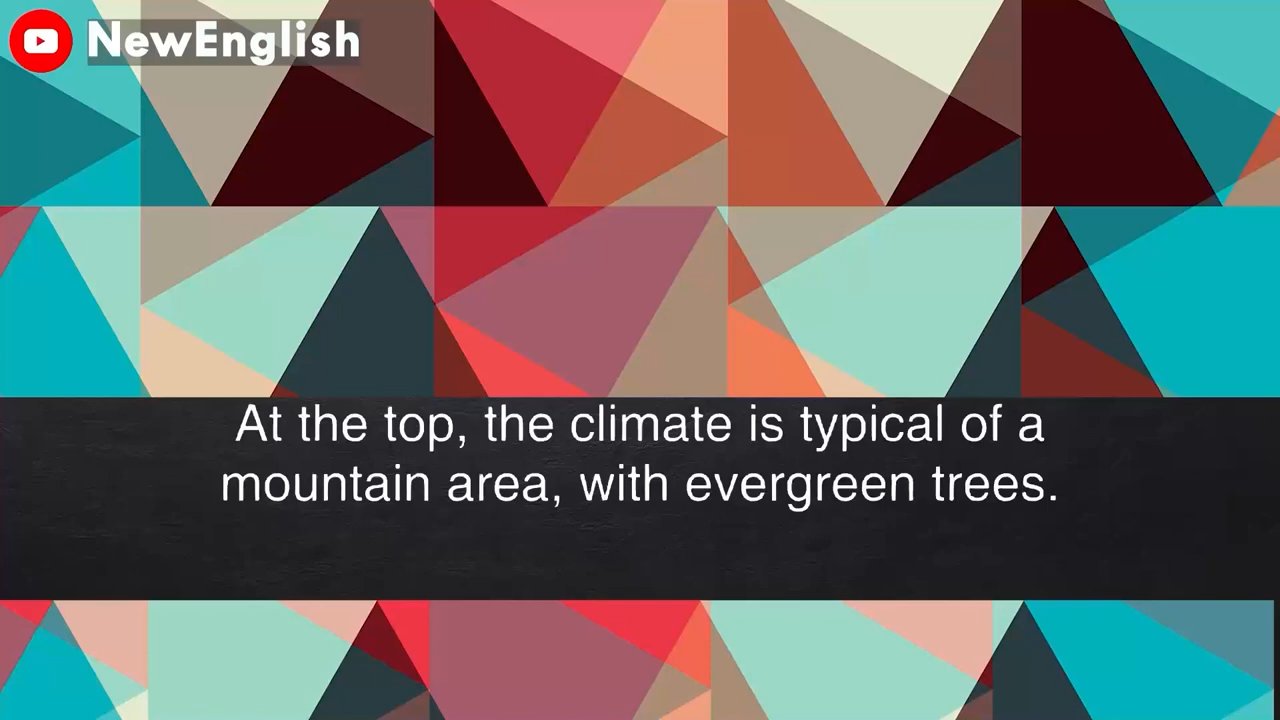 NewEnglish
At the top, the climate is typical of a
mountain area, with evergreen trees.